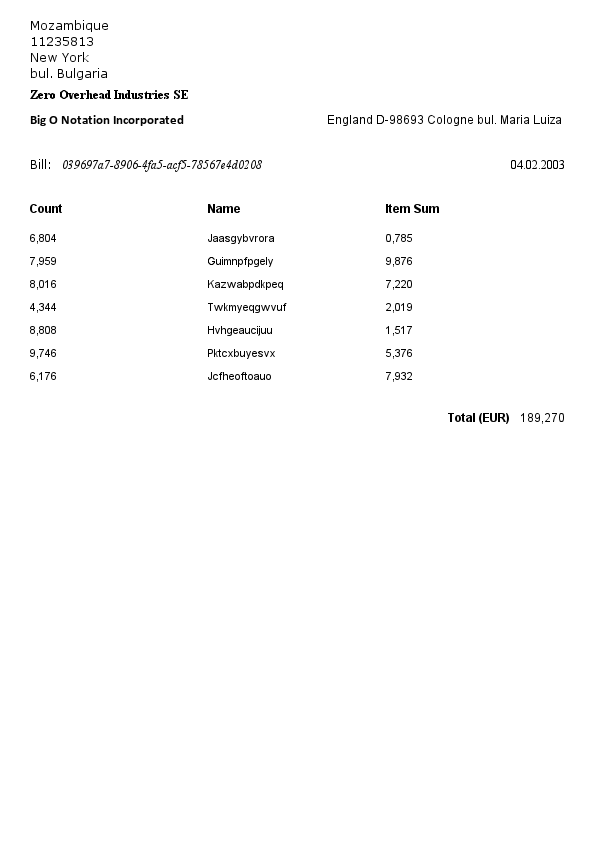 Mozambique
11235813
New York
bul. Bulgaria
Zero Overhead Industries SE
Big O Notation Incorporated England D-98693 Cologne bul. Maria Luiza
Bill: 039697a7-8906-4fa5-acf5-78567e4d0208 04.02.2003
Count Name Item Sum
6,804 Jaasgybvrora 0,785
7,959 Guimnpfpgely 9,876
8,016 Kazwabpdkpeq 7,220
4,344 Twkmyeqgwvuf 2,019
8,808 Hvhgeaucijuu 1,517
9,746 Pktcxbuyesvx 5,376
6,176 Jcfheoftoauo 7,932
Total (EUR) 189,270